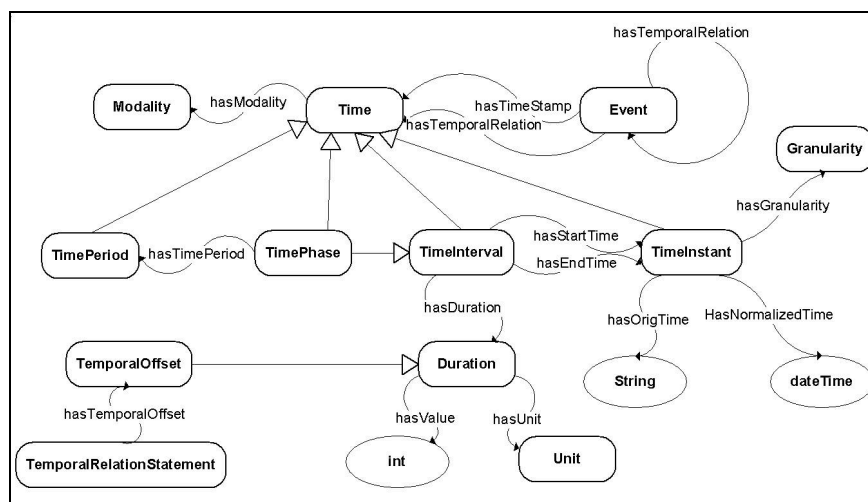 hasTemporalRelation
Modality
hasModality
Time
hasTimeStamp
Event
hasTemporalRelation
Granularity
hasGranularity
TimePeriod
hasTimePeriod
TimePhase
TimeInterval
hasStartTime
hasEndTime
TimeInstant
hasDuration
hasOrigTime
HasNormalizedTime
TemporalOffset
Duration
String
dateTime
hasTemporalOffset
hasValue
hasUnit
TemporalRelationStatement
int
Unit